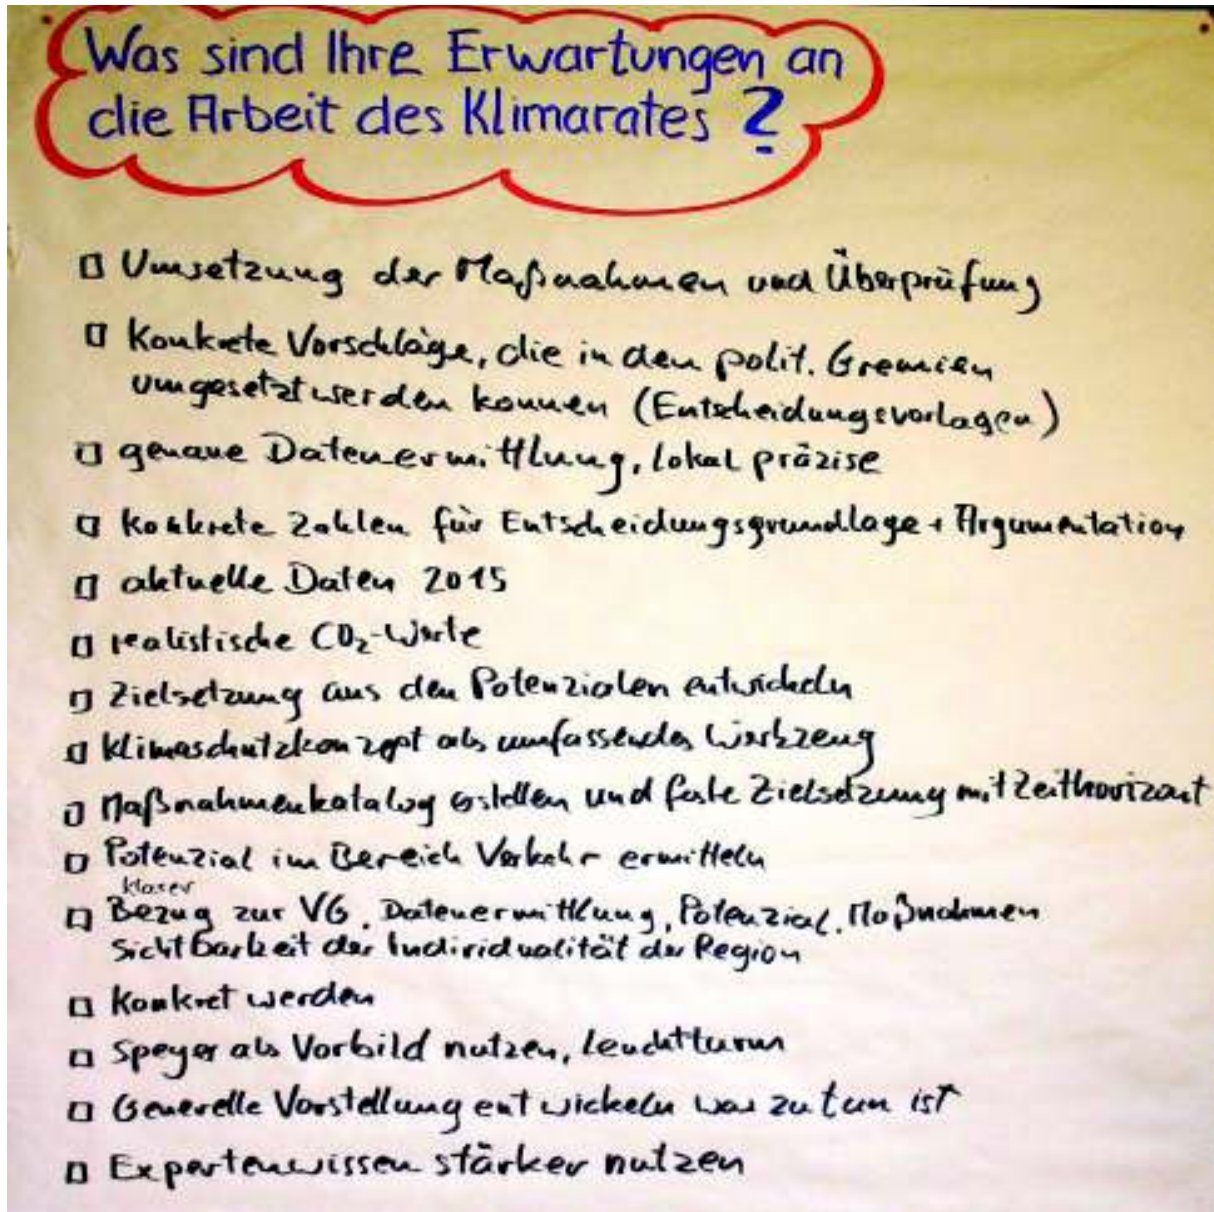 Was sind Ihre Erwartungen an
die Arbeit des Klimarates ?
Umsetzung der Maßnahmen und Überprüfung
Konkrete Vorschläge, die in den polit. Gremien
umgesetzt werden können (Entscheidungsvorlagen)
genaue Datenermittlung, lokal präzise
Konkrete Zahlen für Entscheidungsgrundlage + Argumentation
aktuelle Daten 2015
realistische CO₂-Werte
Zielsetzung aus den Potenzialen entwickeln
Klimaschutzkonzept als umfassendes Werkzeug
Maßnahmenkatalog erstellen und feste Zielsetzung mit Zeithorizont
Potenzial im Bereich Verkehr ermitteln
klarer
Bezug zur VG, Datenermittlung, Potenzial, Maßnahmen
Sichtbarkeit der Individualität der Region
Konkret werden
Speyer als Vorbild nutzen, Leuchtturm
Generelle Vorstellung entwickeln was zu tun ist
Expertenwissen stärker nutzen